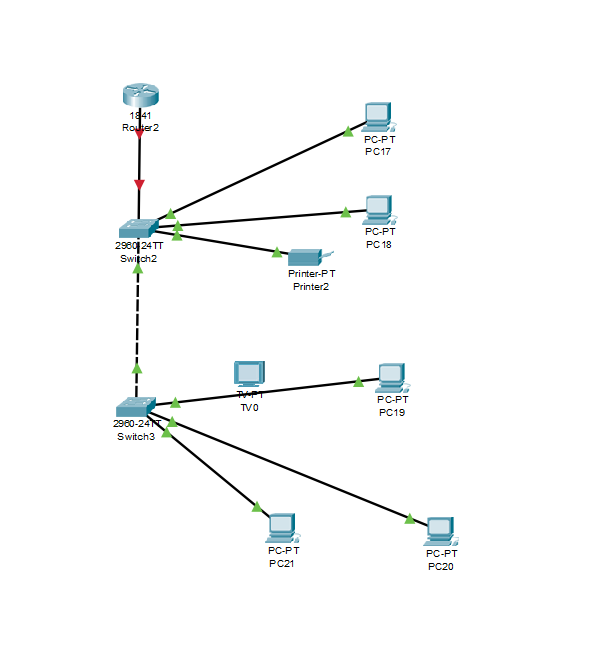 1841
Router2
PC-PT
PC17
PC-PT
PC18
2960-24TT
Switch2
Printer-PT
Printer2
TV-PT
TV0
PC-PT
PC19
2960-24TT
Switch3
PC-PT
PC21
PC-PT
PC20